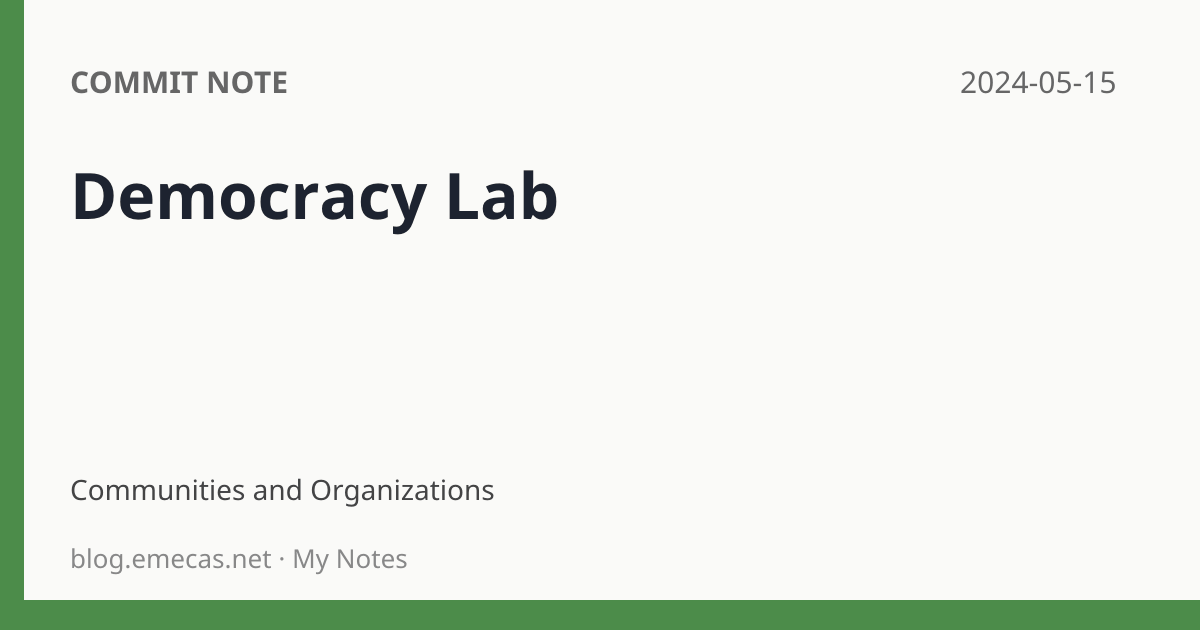 COMMIT NOTE
2024-05-15
Democracy Lab
Communities and Organizations
blog.emecas.net · My Notes